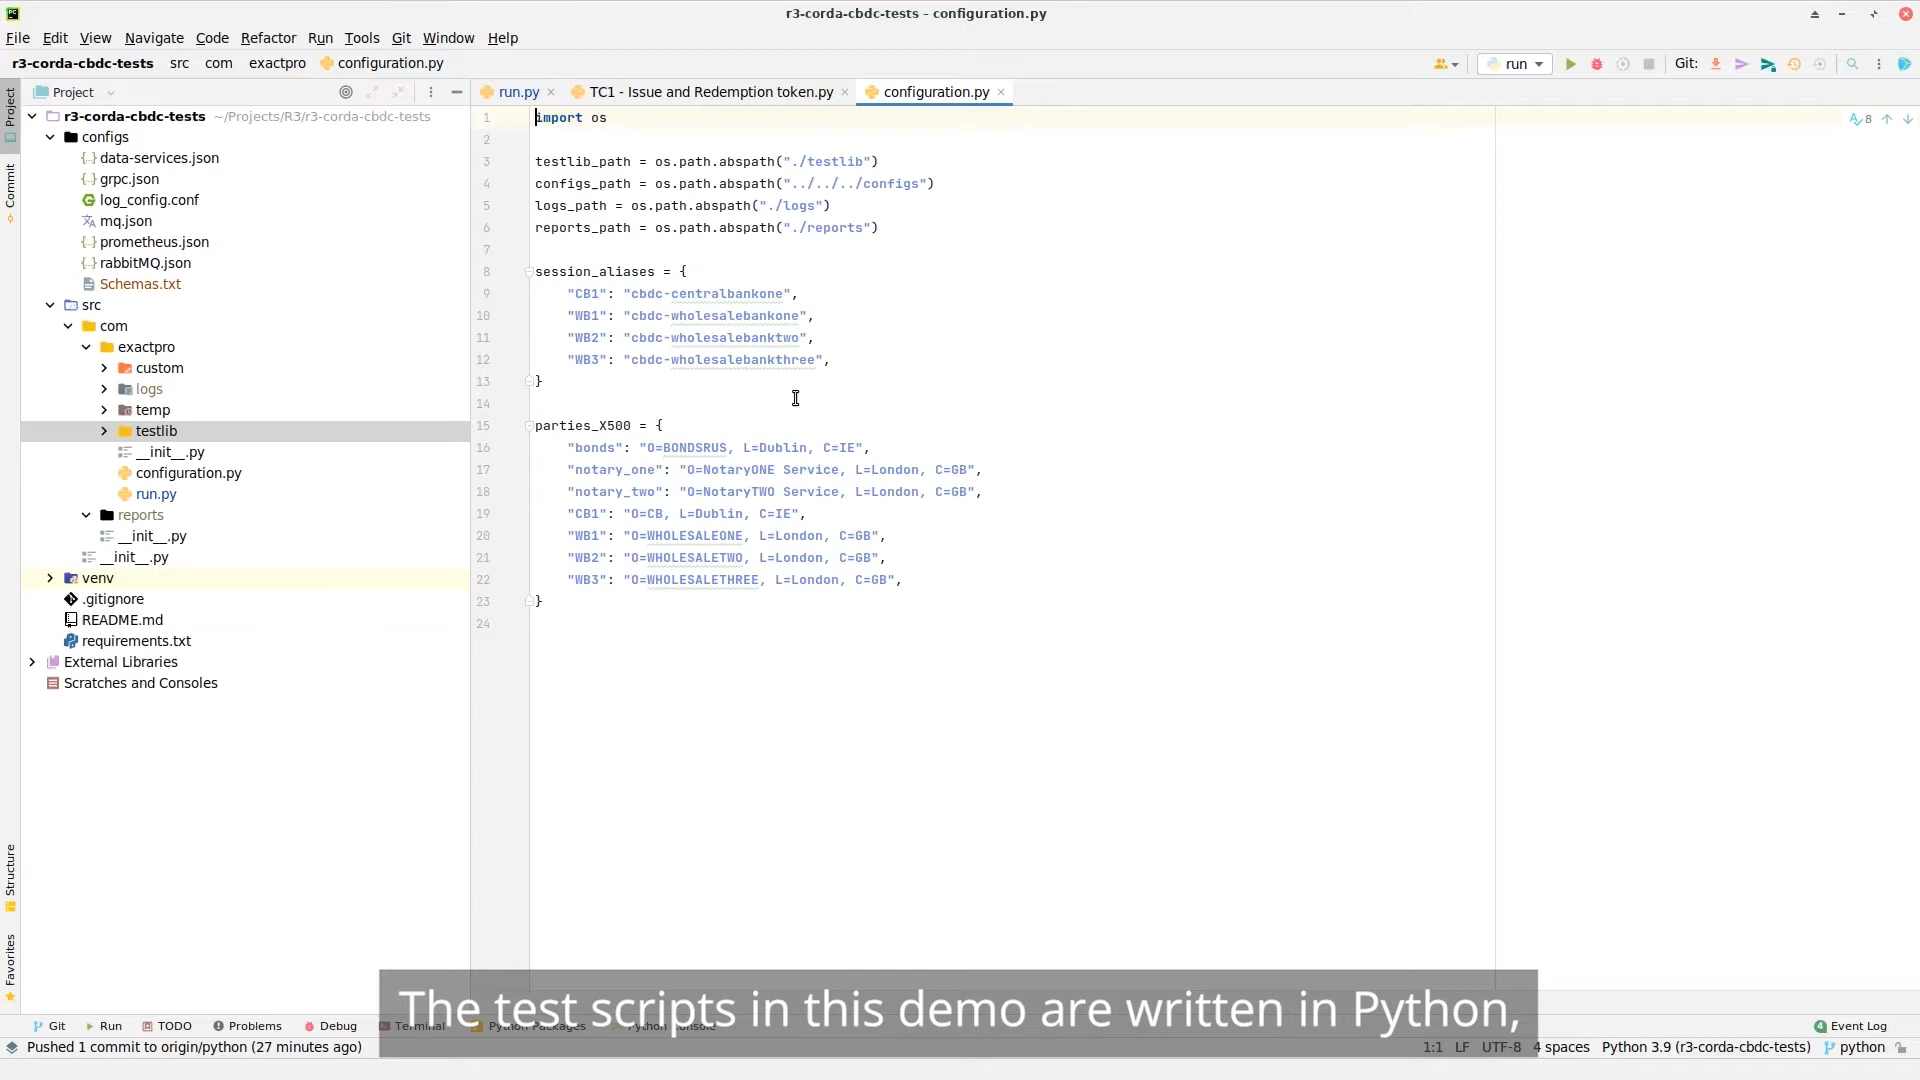 r3-corda-cbdc-tests – configuration.py
File Edit View Navigate Code Refactor Run Tools Git Window Help
r3-corda-cbdc-tests src com exactpro configuration.py
run
Git:
Project
run.py
TC1 - Issue and Redemption token.py
configuration.py
Project
Commit
Structure
Favorites
r3-corda-cbdc-tests ~/Projects/R3/r3-corda-cbdc-tests
configs
data-services.json
grpc.json
log_config.conf
mq.json
prometheus.json
rabbitMQ.json
Schemas.txt
src
com
exactpro
custom
logs
temp
testlib
__init__.py
configuration.py
run.py
reports
__init__.py
__init__.py
venv
.gitignore
README.md
requirements.txt
External Libraries
Scratches and Consoles
8
1 import os
2
3 testlib_path = os.path.abspath("./testlib")
4 configs_path = os.path.abspath("../../../configs")
5 logs_path = os.path.abspath("./logs")
6 reports_path = os.path.abspath("./reports")
7
8 session_aliases = {
9 "CB1": "cbdc-centralbankone",
10 "WB1": "cbdc-wholesalebankone",
11 "WB2": "cbdc-wholesalebanktwo",
12 "WB3": "cbdc-wholesalebankthree",
13 }
14
15 parties_X500 = {
16 "bonds": "O=BONDSRUS, L=Dublin, C=IE",
17 "notary_one": "O=NotaryONE Service, L=London, C=GB",
18 "notary_two": "O=NotaryTWO Service, L=London, C=GB",
19 "CB1": "O=CB, L=Dublin, C=IE",
20 "WB1": "O=WHOLESALEONE, L=London, C=GB",
21 "WB2": "O=WHOLESALETWO, L=London, C=GB",
22 "WB3": "O=WHOLESALETHREE, L=London, C=GB",
23 }
24
The test scripts in this demo are written in Python,
Git Run TODO Problems Debug Terminal Python Packages Python Console 4 Event Log
Pushed 1 commit to origin/python (27 minutes ago) 1:1 LF UTF-8 4 spaces Python 3.9 (r3-corda-cbdc-tests) python